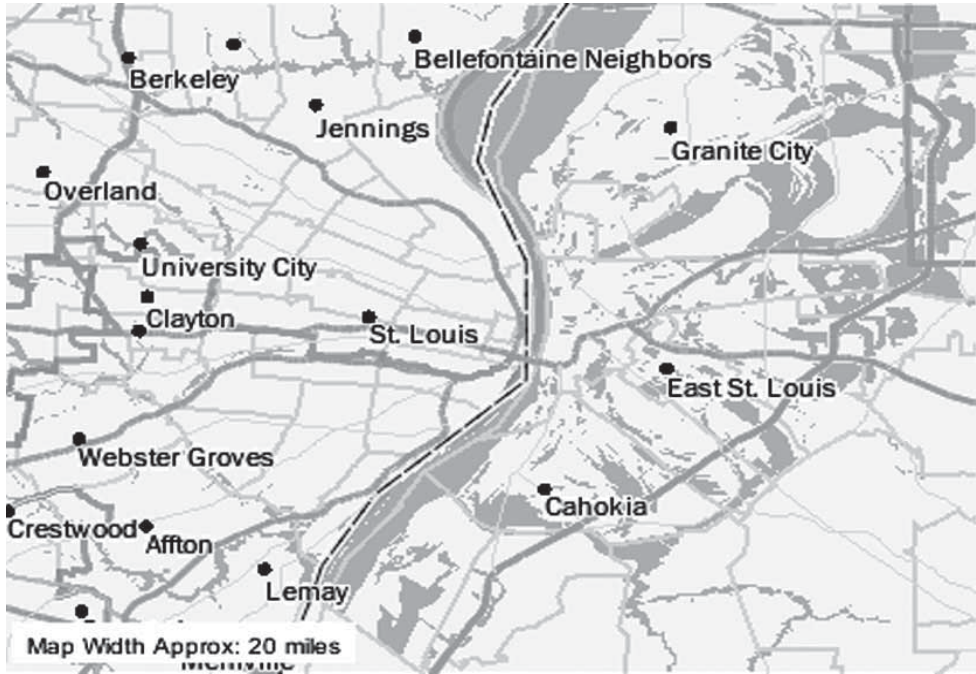 Bellefontaine Neighbors
Berkeley
Jennings
Granite City
Overland
University City
Clayton
St. Louis
East St. Louis
Webster Groves
Cahokia
Crestwood
Affton
Lemay
Map Width Approx: 20 miles